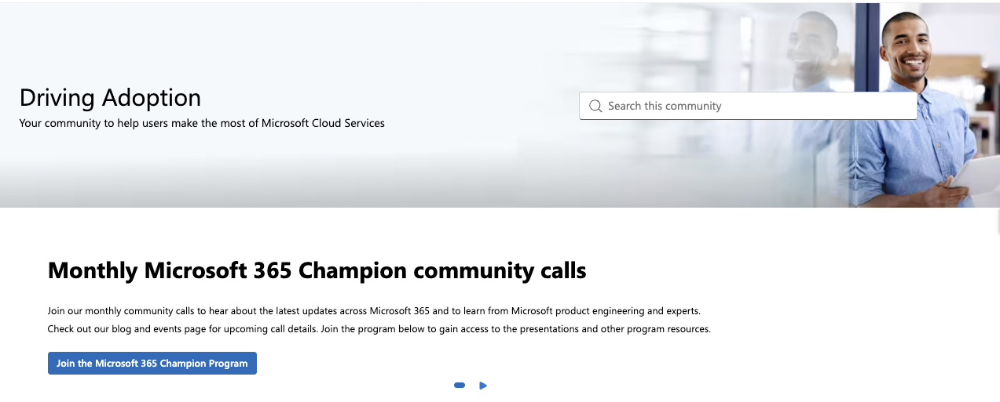 Driving Adoption
Your community to help users make the most of Microsoft Cloud Services
Search this community
Monthly Microsoft 365 Champion community calls
Join our monthly community calls to hear about the latest updates across Microsoft 365 and to learn from Microsoft product engineering and experts.
Check out our blog and events page for upcoming call details. Join the program below to gain access to the presentations and other program resources.
Join the Microsoft 365 Champion Program